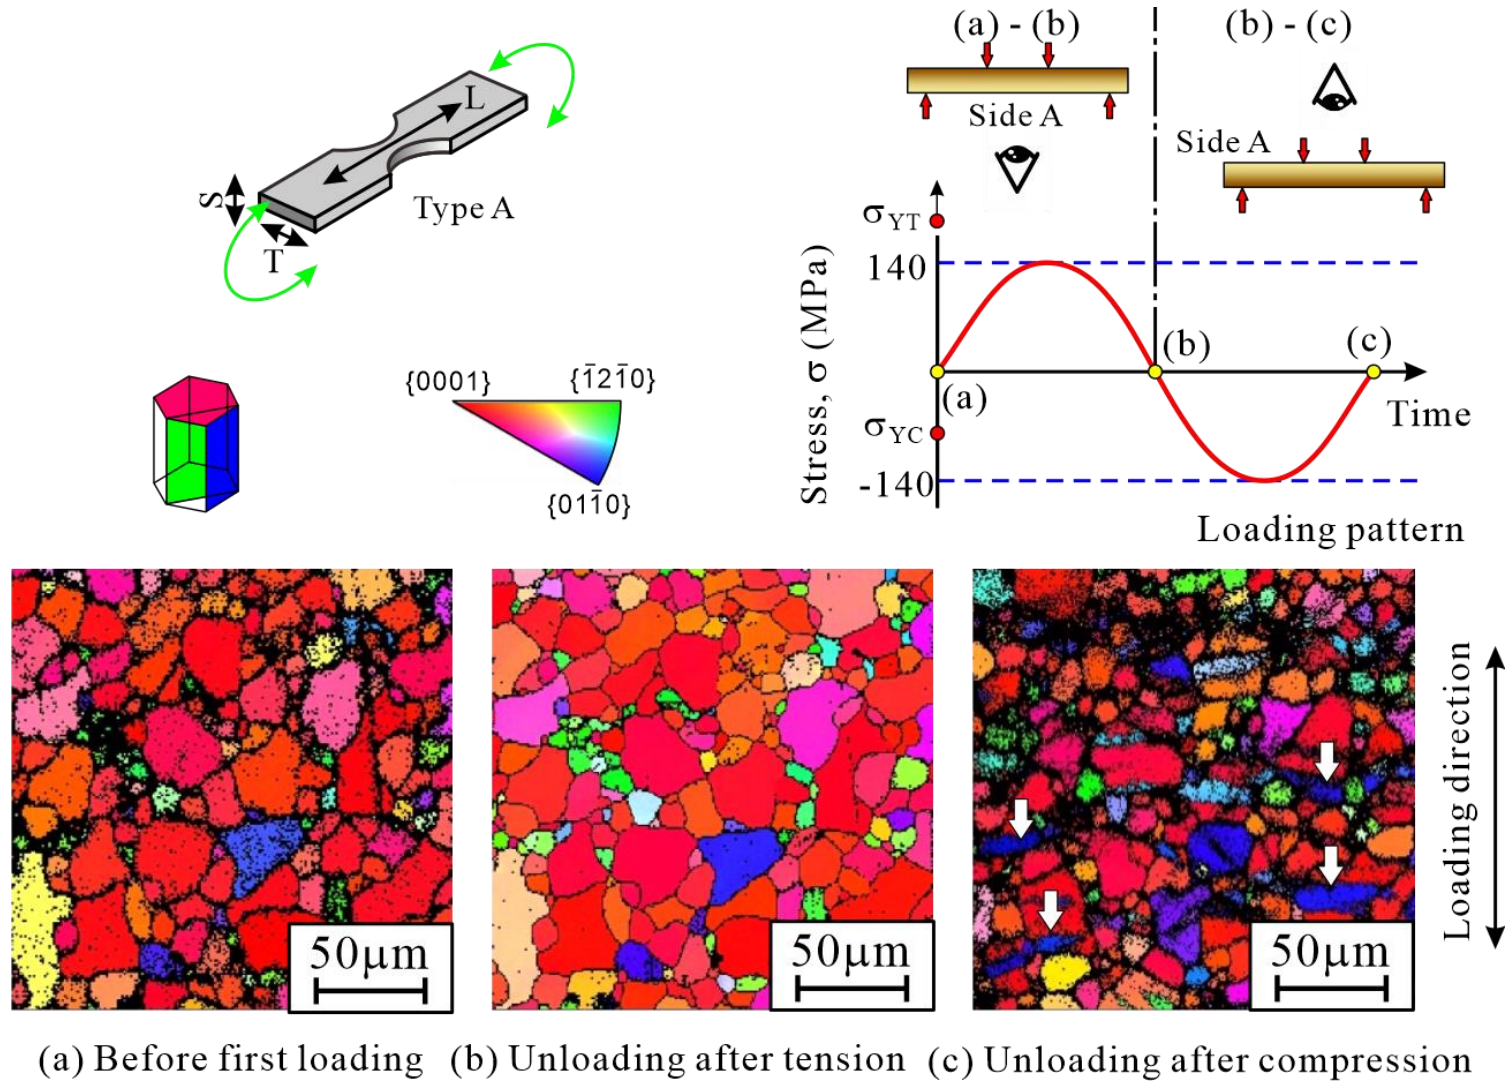 L
S
T
Type A
{0001}
{1̄21̄0}
{011̄0}
(a) - (b)
(b) - (c)
Side A
Side A
σYT
140
(b)
(c)
(a)
Time
σYC
-140
Stress, σ (MPa)
Loading pattern
50μm
50μm
50μm
Loading direction
(a) Before first loading
(b) Unloading after tension
(c) Unloading after compression